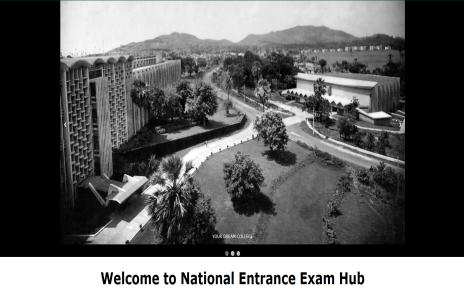 YOUR DREAM COLLEGE
Welcome to National Entrance Exam Hub